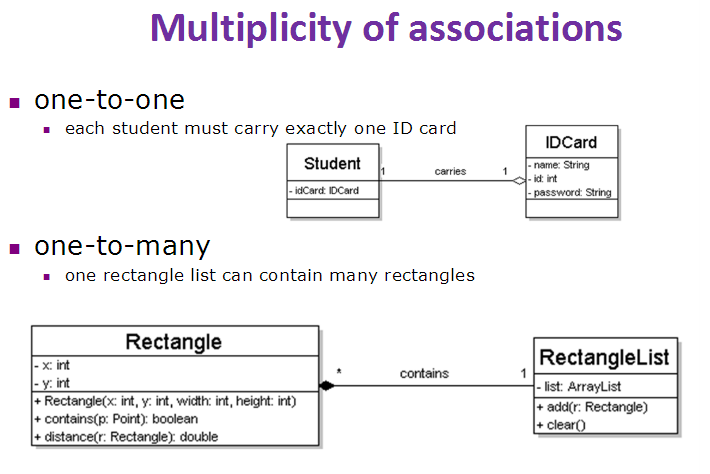 Multiplicity of associations
one-to-one
each student must carry exactly one ID card
Student
- idCard: IDCard
1
carries
1
IDCard
- name: String
- id: int
- password: String
one-to-many
one rectangle list can contain many rectangles
Rectangle
- x: int
- y: int
+ Rectangle(x: int, y: int, width: int, height: int)
+ contains(p: Point): boolean
+ distance(r: Rectangle): double
*
contains
1
RectangleList
- list: ArrayList
+ add(r: Rectangle)
+ clear()